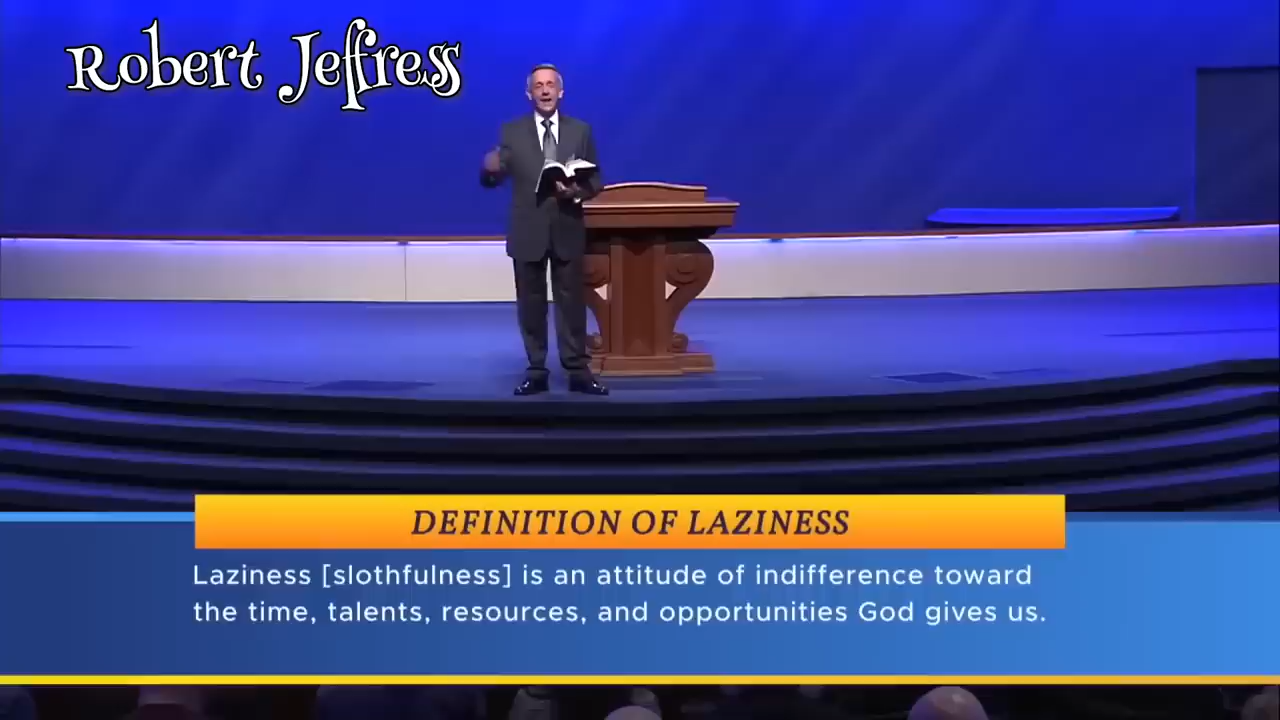 Robert Jeffress
DEFINITION OF LAZINESS
Laziness [slothfulness] is an attitude of indifference toward
the time, talents, resources, and opportunities God gives us.